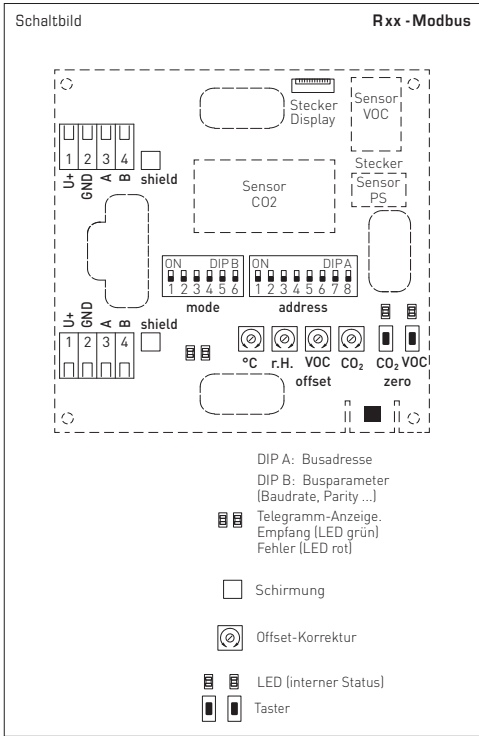 Schaltbild
Rxx - Modbus
Stecker
Display
Sensor
VOC
Stecker
Sensor
PS
Sensor
CO2
1 2 3 4
U+ GND A B shield
ON DIP B
1 2 3 4 5 6
mode
ON DIP A
1 2 3 4 5 6 7 8
address
U+ GND A B shield
1 2 3 4
°C r.H. VOC CO₂ CO₂ VOC
offset zero
DIP A: Busadresse
DIP B: Busparameter
(Baudrate, Parity ...)
Telegramm-Anzeige.
Empfang (LED grün)
Fehler (LED rot)
Schirmung
Offset-Korrektur
LED (interner Status)
Taster